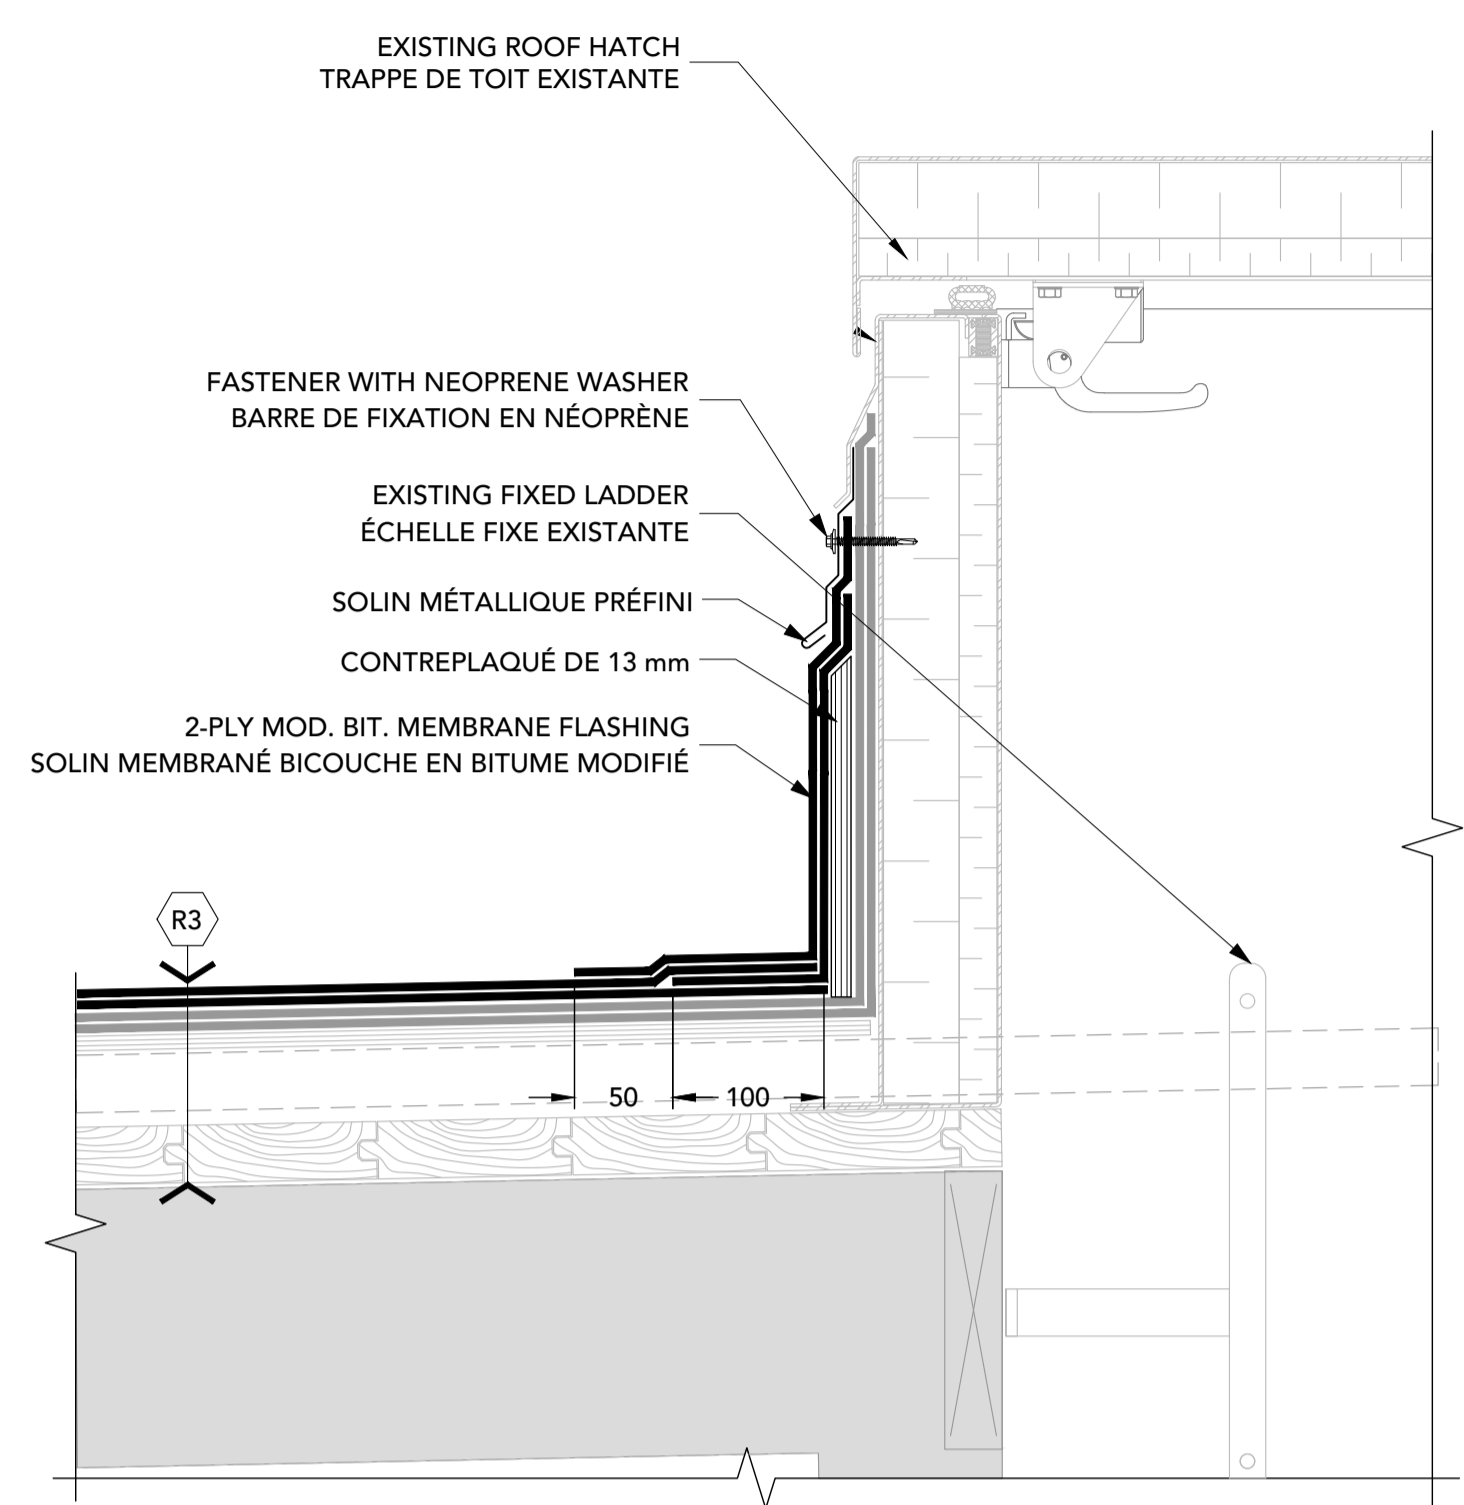 EXISTING ROOF HATCH
TRAPPE DE TOIT EXISTANTE
FASTENER WITH NEOPRENE WASHER
BARRE DE FIXATION EN NÉOPRÈNE
EXISTING FIXED LADDER
ÉCHELLE FIXE EXISTANTE
SOLIN MÉTALLIQUE PRÉFINI
CONTREPLAQUÉ DE 13 mm
2-PLY MOD. BIT. MEMBRANE FLASHING
SOLIN MEMBRANÉ BICOUCHE EN BITUME MODIFIÉ
R3
50
100